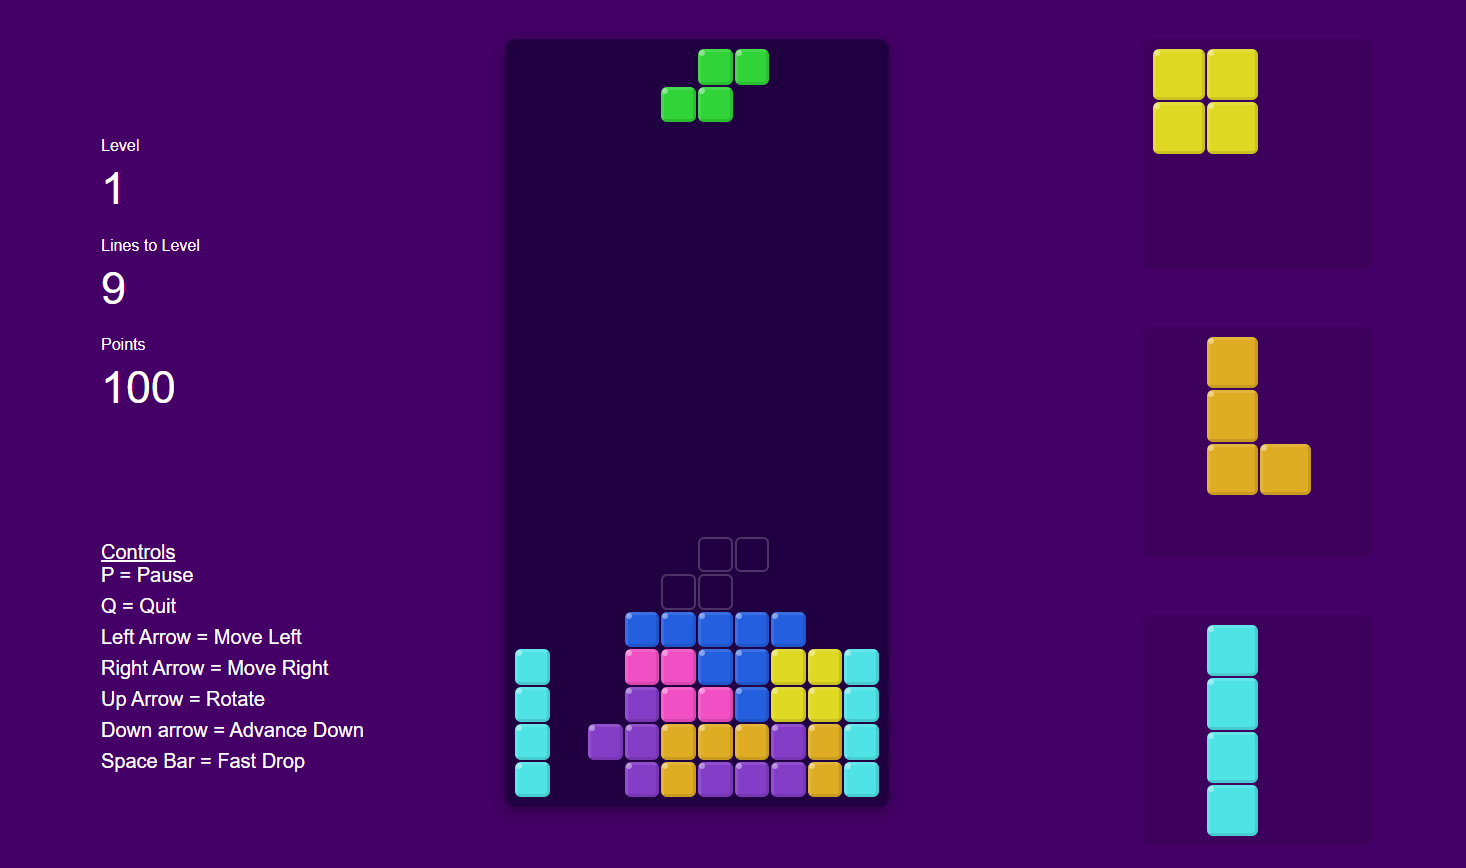 Level
1
Lines to Level
9
Points
100
Controls
P = Pause
Q = Quit
Left Arrow = Move Left
Right Arrow = Move Right
Up Arrow = Rotate
Down arrow = Advance Down
Space Bar = Fast Drop